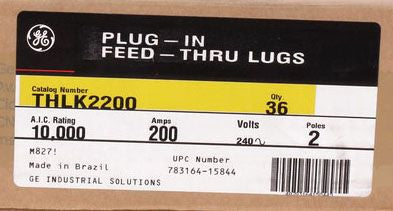 GE
PLUG — IN
FEED — THRU LUGS
Catalog Number Qty.
THLK2200 36
A.I.C. Rating Amps Volts Poles
10,000 200 240~ 2
M827!
UPC Number
Made in Brazil 783164-15844
GE INDUSTRIAL SOLUTIONS